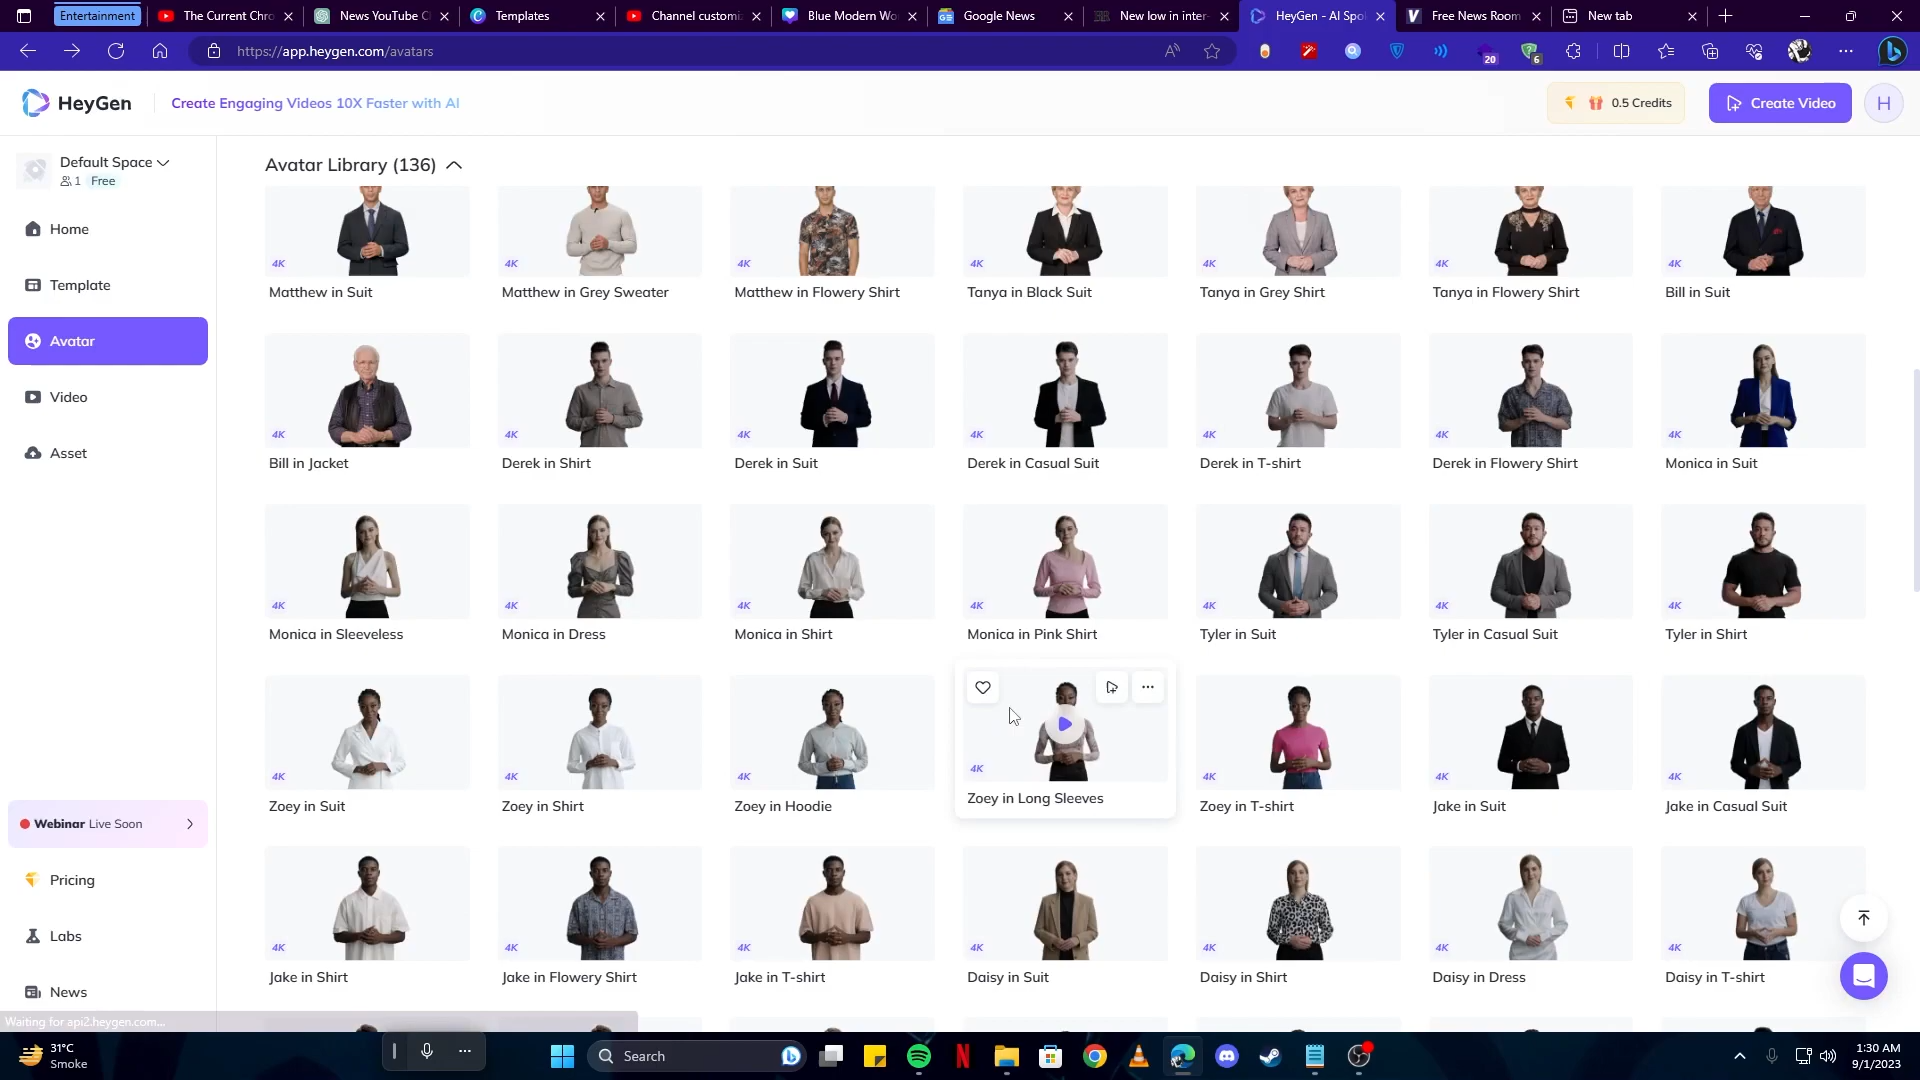 Entertainment
The Current Chro
News YouTube C
Templates
Channel customi
Blue Modern Wo
Google News
New low in inter-
HeyGen - AI Spo
Free News Room
New tab
https://app.heygen.com/avatars
20
6
HeyGen
Create Engaging Videos 10X Faster with AI
0.5 Credits
Create Video
H
Default Space
1 Free
Home
Template
Avatar
Video
Asset
Webinar Live Soon
Pricing
Labs
News
Avatar Library (136)
4K 4K 4K 4K 4K 4K 4K
Matthew in Suit
Matthew in Grey Sweater
Matthew in Flowery Shirt
Tanya in Black Suit
Tanya in Grey Shirt
Tanya in Flowery Shirt
Bill in Suit
4K 4K 4K 4K 4K 4K 4K
Bill in Jacket
Derek in Shirt
Derek in Suit
Derek in Casual Suit
Derek in T-shirt
Derek in Flowery Shirt
Monica in Suit
4K 4K 4K 4K 4K 4K 4K
Monica in Sleeveless
Monica in Dress
Monica in Shirt
Monica in Pink Shirt
Tyler in Suit
Tyler in Casual Suit
Tyler in Shirt
4K 4K 4K 4K 4K 4K 4K
Zoey in Suit
Zoey in Shirt
Zoey in Hoodie
Zoey in Long Sleeves
Zoey in T-shirt
Jake in Suit
Jake in Casual Suit
4K 4K 4K 4K 4K 4K 4K
Jake in Shirt
Jake in Flowery Shirt
Jake in T-shirt
Daisy in Suit
Daisy in Shirt
Daisy in Dress
Daisy in T-shirt
Waiting for api2.heygen.com...
31°C
Smoke
Search
1:30 AM
9/1/2023